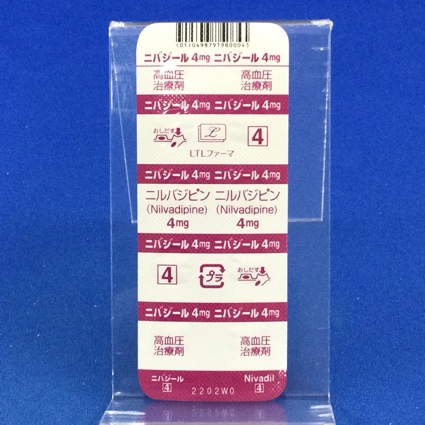 (01)04987919800043
ニバジール 4mg ニバジール 4mg
高血圧 高血圧
治療剤 治療剤
ニバジール 4mg ニバジール 4mg
おしだす L 4
LTLファーマ
ニバジール 4mg ニバジール 4mg
ニルバジピン ニルバジピン
(Nilvadipine) (Nilvadipine)
4mg 4mg
ニバジール 4mg ニバジール 4mg
4 プラ おしだす
ニバジール 4mg ニバジール 4mg
高血圧 高血圧
治療剤 治療剤
ニバジール Nivadil
4 2202W0 4